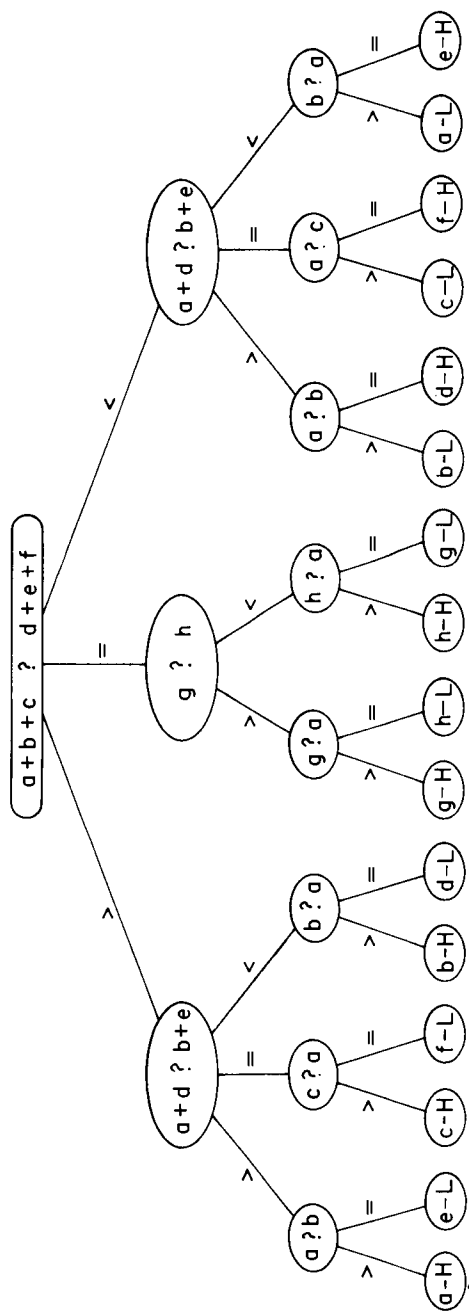 a+b+c ? d+e+f
> = <
a+d ? b+e g ? h a+d ? b+e
> = < > < > = <
a?b c?a b?a g?a h?a a?b a?c b?a
> = > = > = > = > = > = > = > =
a-H e-L c-H f-L b-H d-L g-H h-L h-H g-L b-L d-H c-L f-H a-L e-H